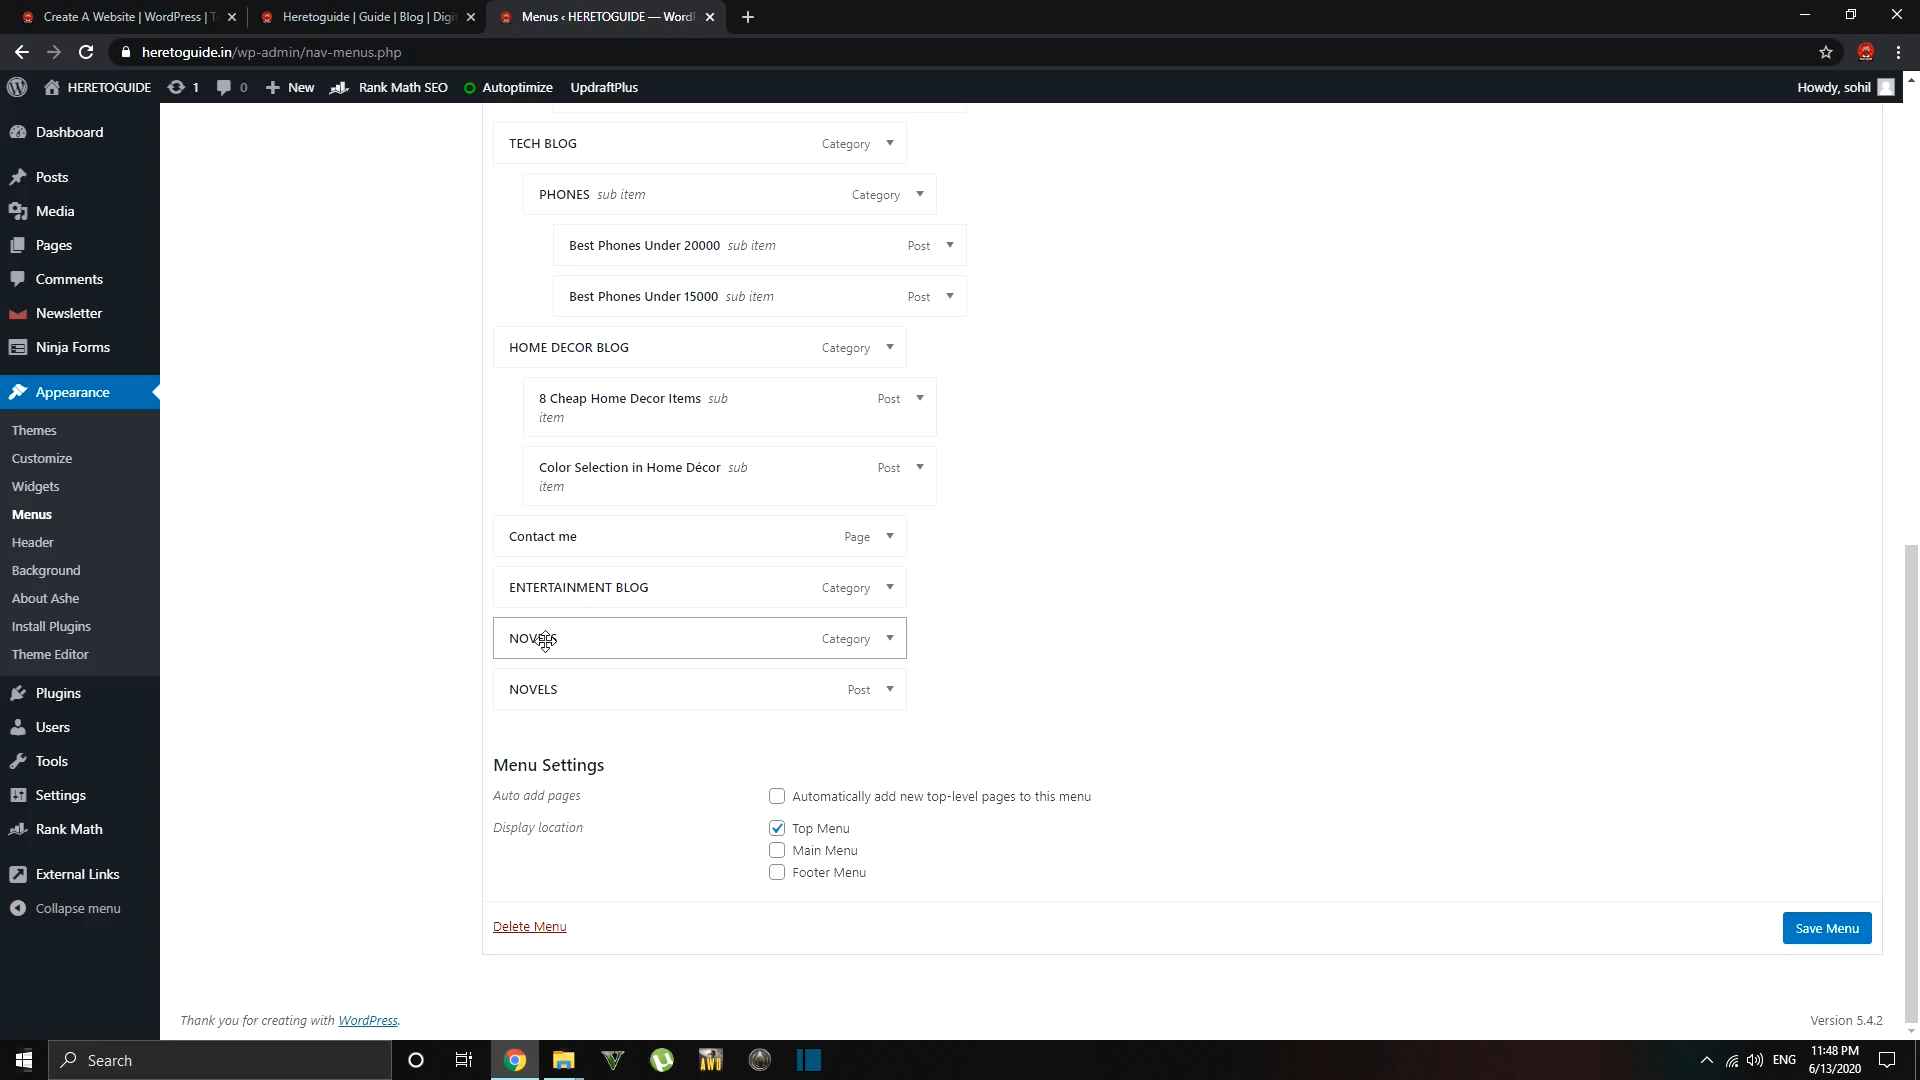 Create A Website | WordPress |
Heretoguide | Guide | Blog | Digit
Menus ‹ HERETOGUIDE — Word
heretoguide.in/wp-admin/nav-menus.php
HERETOGUIDE 1 0 New Rank Math SEO Autoptimize UpdraftPlus Howdy, sohil
Dashboard
Posts
Media
Pages
Comments
Newsletter
Ninja Forms
Appearance
Themes
Customize
Widgets
Menus
Header
Background
About Ashe
Install Plugins
Theme Editor
Plugins
Users
Tools
Settings
Rank Math
External Links
Collapse menu
TECH BLOG Category
PHONES sub item Category
Best Phones Under 20000 sub item Post
Best Phones Under 15000 sub item Post
HOME DECOR BLOG Category
8 Cheap Home Decor Items sub Post
item
Color Selection in Home Décor sub Post
item
Contact me Page
ENTERTAINMENT BLOG Category
NOVELS Category
NOVELS Post
Menu Settings
Auto add pages Automatically add new top-level pages to this menu
Display location Top Menu
Main Menu
Footer Menu
Delete Menu Save Menu
Thank you for creating with WordPress. Version 5.4.2
Search
ENG
11:48 PM
6/13/2020